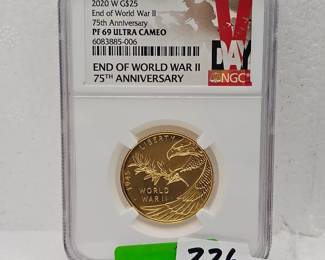 2020 W G$25
End of World War II
75th Anniversary
PF 69 ULTRA CAMEO
6083885-006
V
DAY
NGC
END OF WORLD WAR II
75TH ANNIVERSARY
LIBERTY
1945
WORLD
WAR II